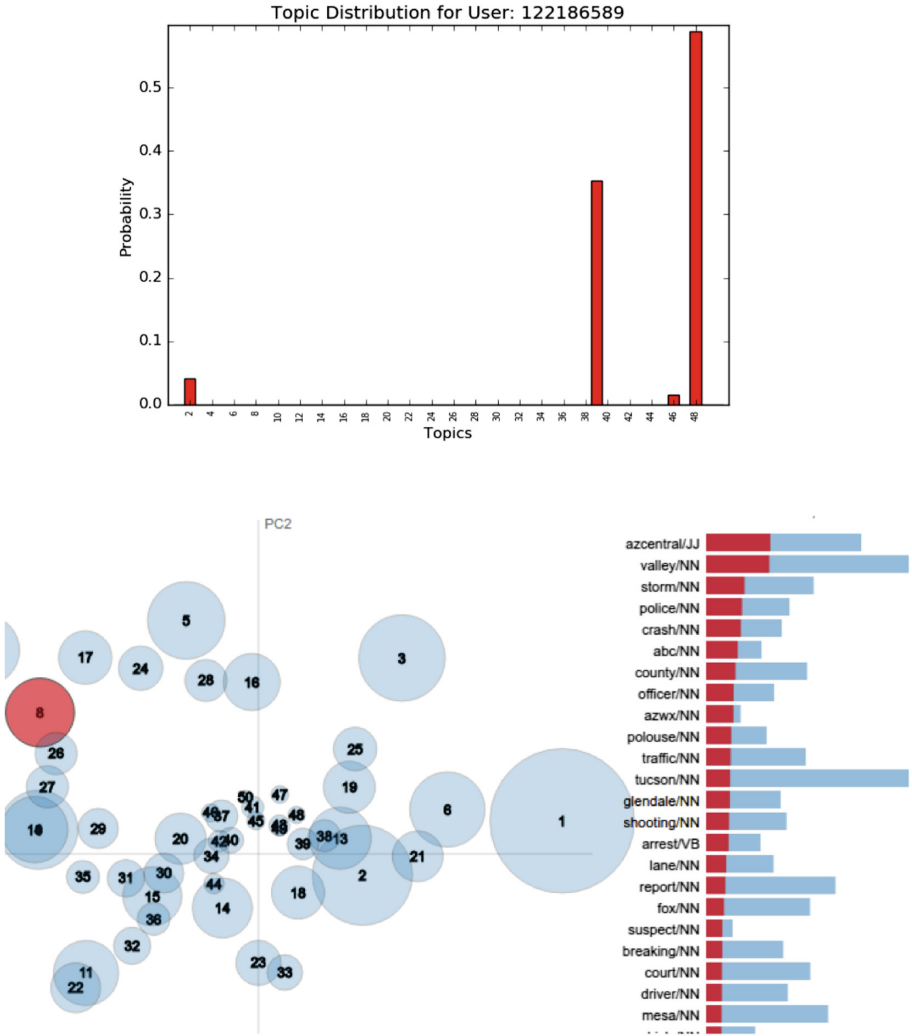 Topic Distribution for User: 122186589
0.5
0.4
0.3
0.2
0.1
0.0
Probability
2 4 6 8 10 12 14 16 18 20 22 24 26 28 30 32 34 36 38 40 42 44 46 48
Topics
PC2
5
17
24
28
16
3
8
26
27
25
19
6
1
29
50
47
41
37
45
48
20
42
40
39
38
13
34
21
2
35
31
30
44
15
18
14
36
32
23
33
11
22
azcentral/JJ
valley/NN
storm/NN
police/NN
crash/NN
abc/NN
county/NN
officer/NN
azwx/NN
polouse/NN
traffic/NN
tucson/NN
glendale/NN
shooting/NN
arrest/VB
lane/NN
report/NN
fox/NN
suspect/NN
breaking/NN
court/NN
driver/NN
mesa/NN